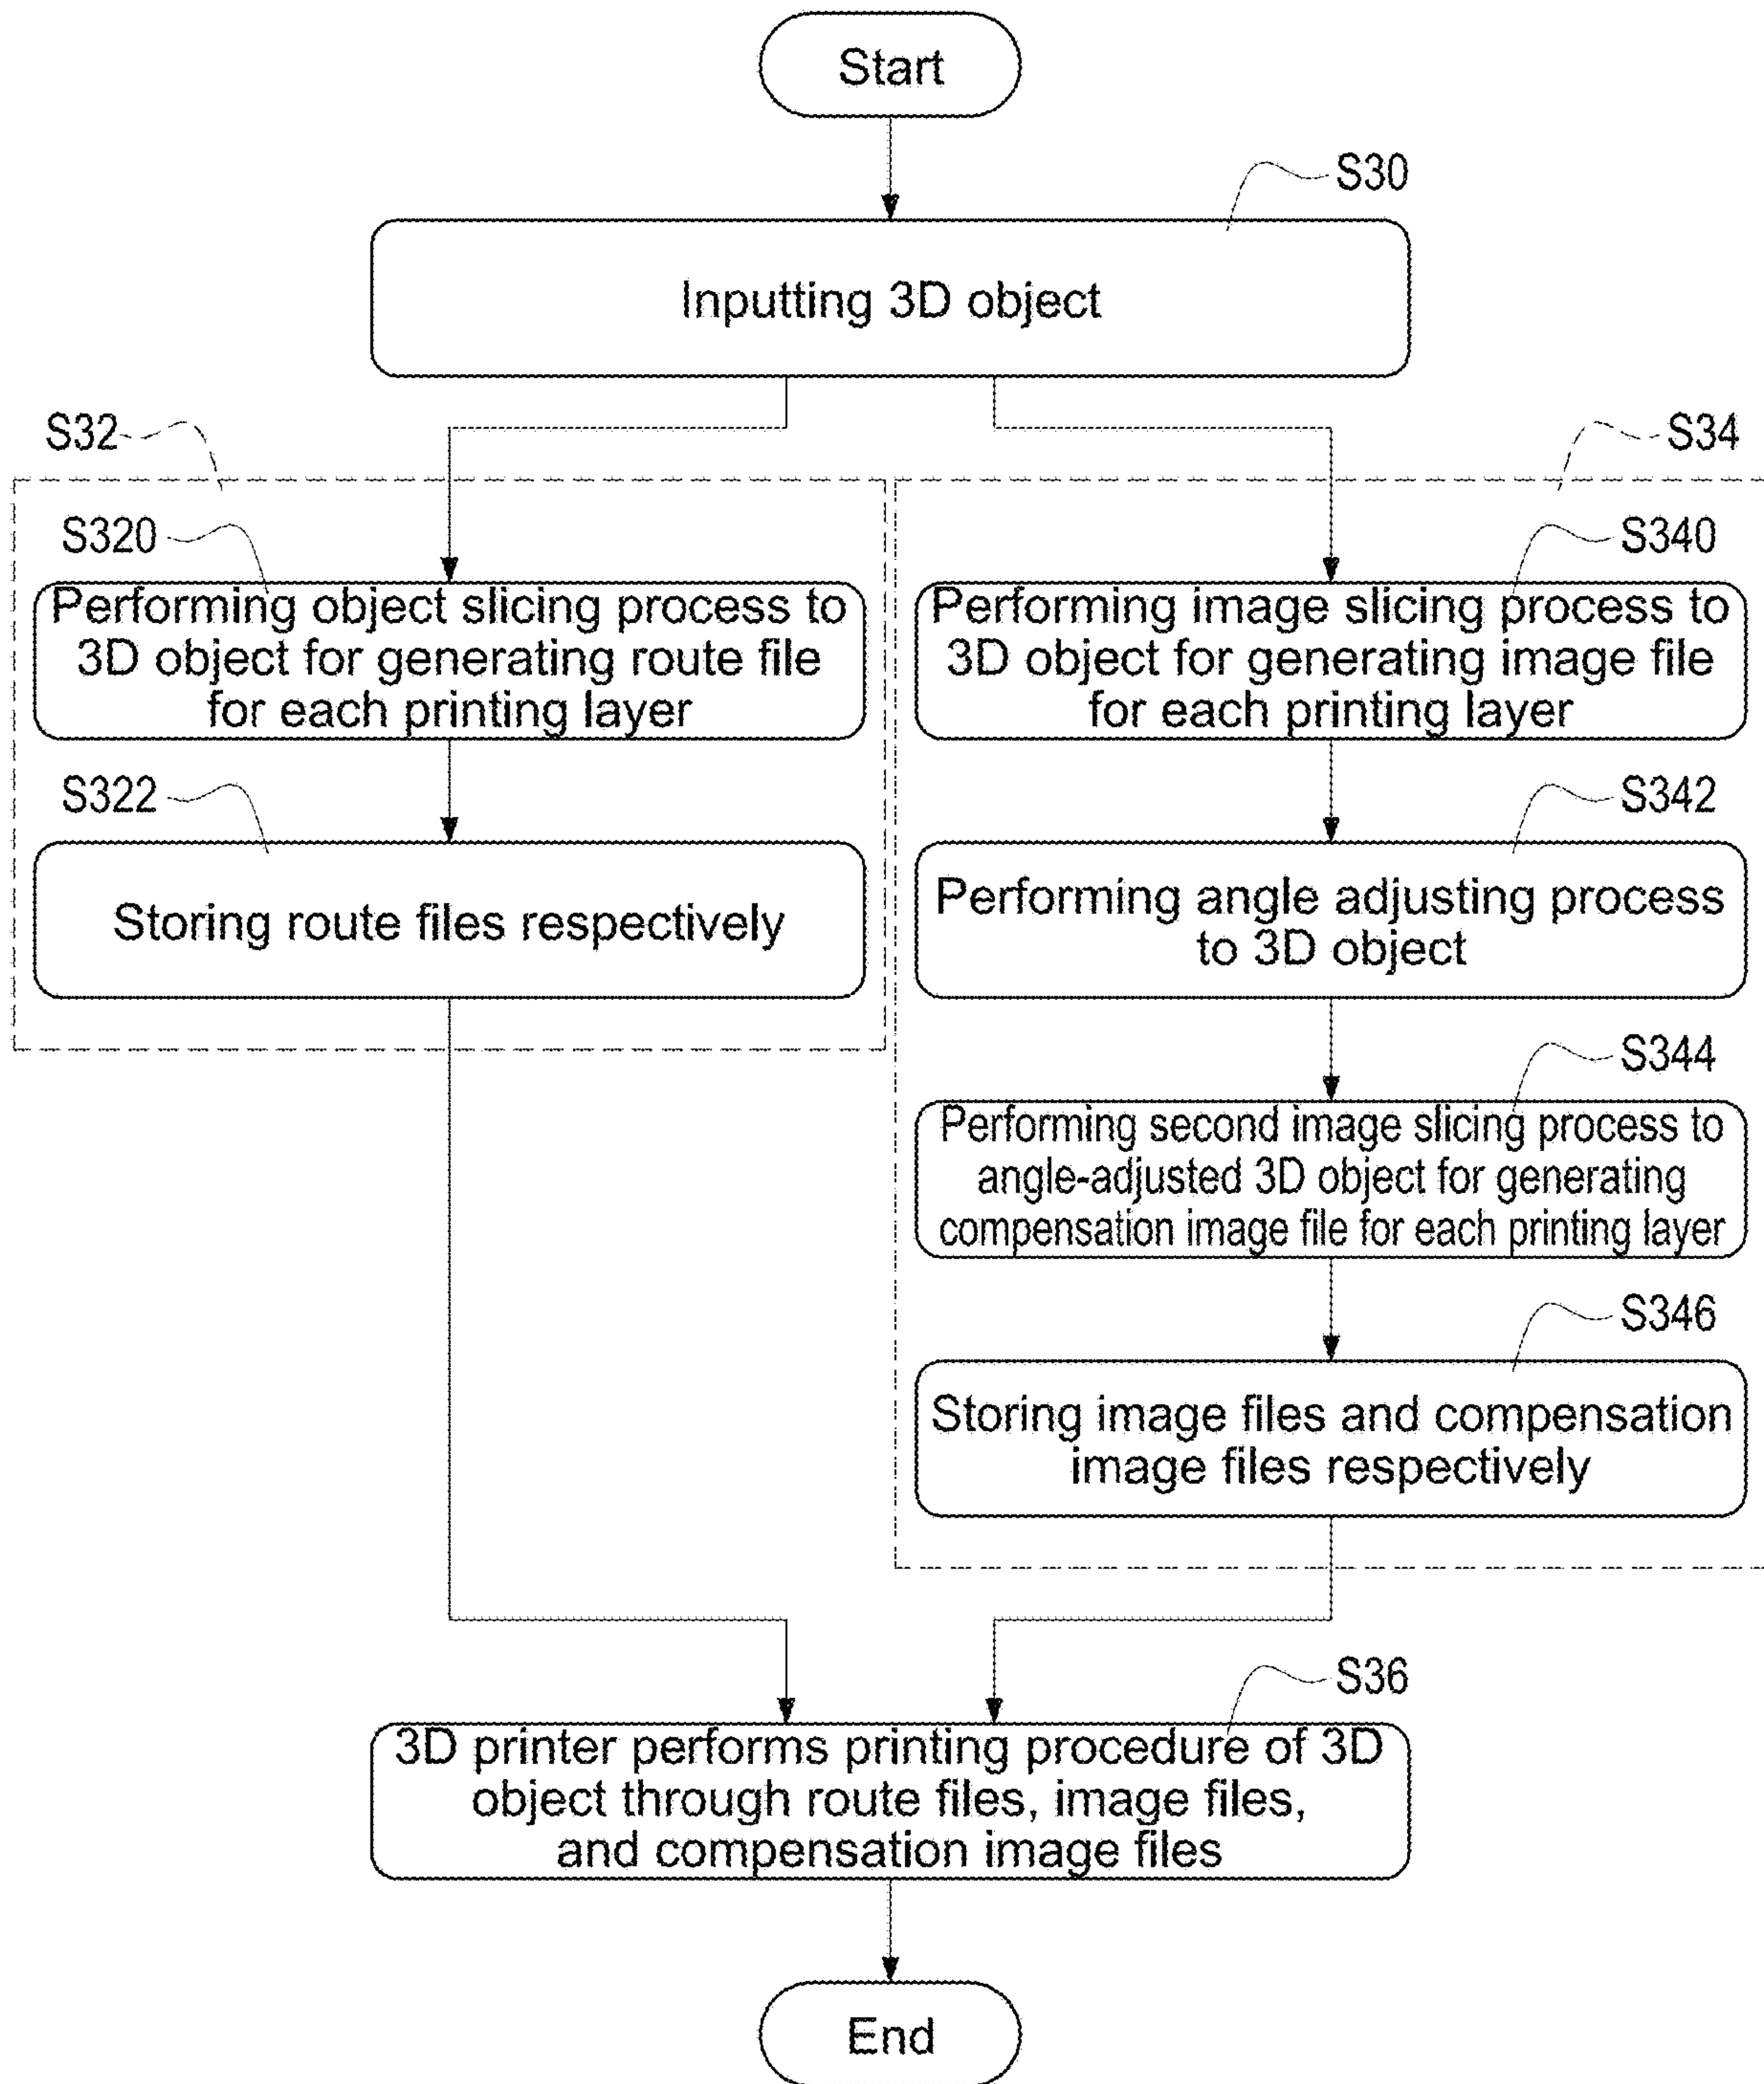 Start
S30
Inputting 3D object
S32
S34
S320
Performing object slicing process to
3D object for generating route file
for each printing layer
S322
Storing route files respectively
S340
Performing image slicing process to
3D object for generating image file
for each printing layer
S342
Performing angle adjusting process
to 3D object
S344
Performing second image slicing process to
angle-adjusted 3D object for generating
compensation image file for each printing layer
S346
Storing image files and compensation
image files respectively
S36
3D printer performs printing procedure of 3D
object through route files, image files,
and compensation image files
End